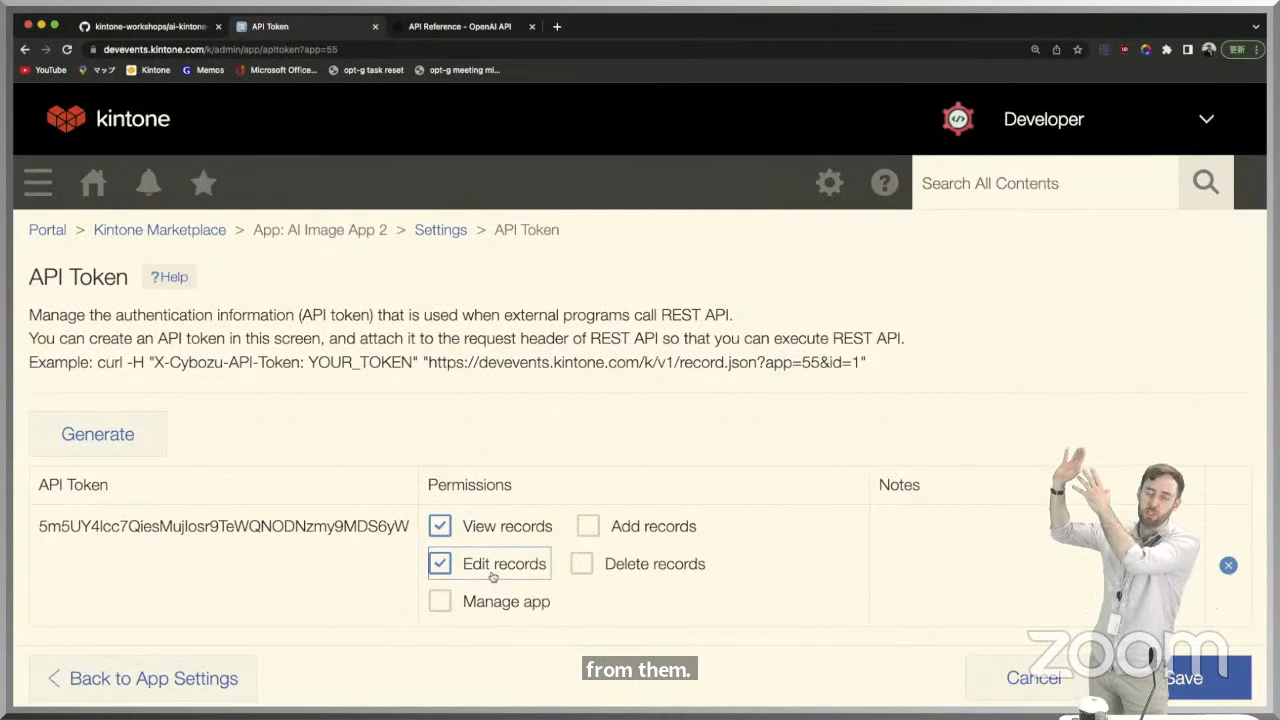 kintone-workshops/ai-kintone-
API Token
API Reference - OpenAI API
devevents.kintone.com/k/admin/app/apitoken?app=55
更新
YouTube
マップ
Kintone
Memos
Microsoft Office...
opt-g task reset
opt-g meeting mi...
kintone
Developer
Search All Contents
Portal > Kintone Marketplace > App: AI Image App 2 > Settings > API Token
API Token
?Help
Manage the authentication information (API token) that is used when external programs call REST API.
You can create an API token in this screen, and attach it to the request header of REST API so that you can execute REST API.
Example: curl -H "X-Cybozu-API-Token: YOUR_TOKEN" "https://devevents.kintone.com/k/v1/record.json?app=55&id=1"
Generate
API Token
Permissions
Notes
View records
Add records
Edit records
Delete records
Manage app
from them.
Back to App Settings
Cancel
Save
zoom